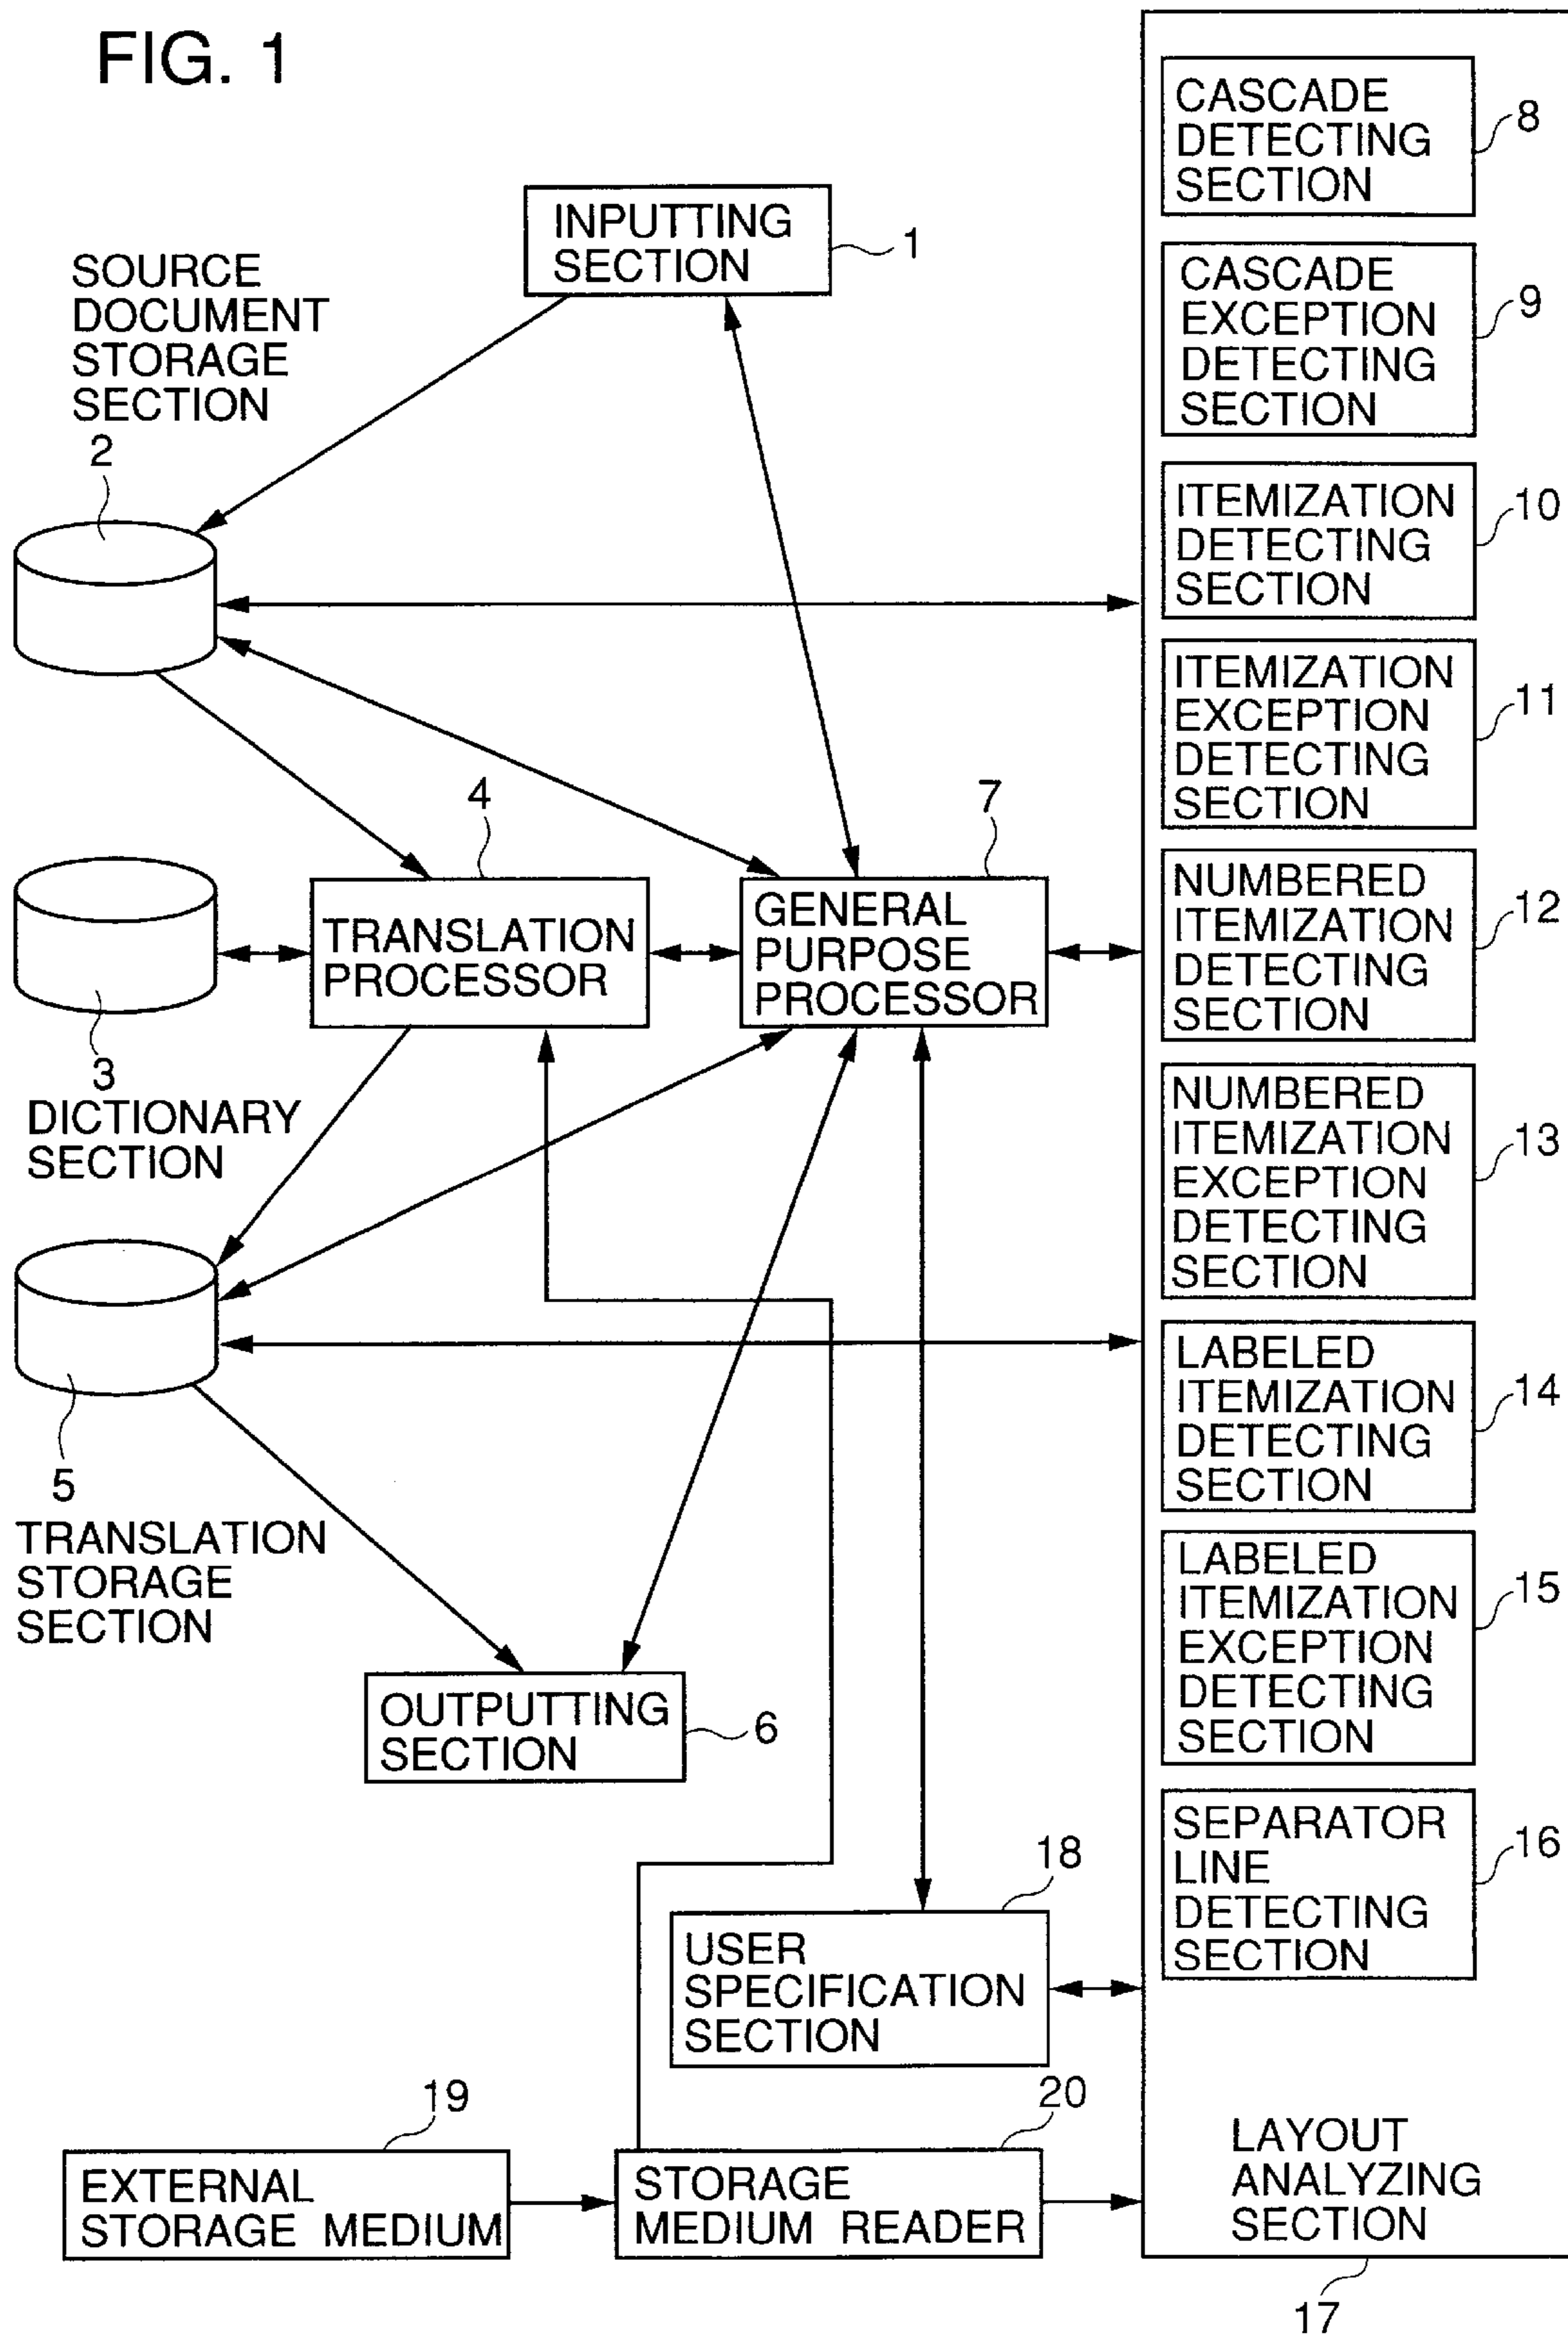 FIG. 1
INPUTTING
SECTION
1
SOURCE
DOCUMENT
STORAGE
SECTION
2
4
TRANSLATION
PROCESSOR
7
GENERAL
PURPOSE
PROCESSOR
3
DICTIONARY
SECTION
5
TRANSLATION
STORAGE
SECTION
OUTPUTTING
SECTION
6
18
USER
SPECIFICATION
SECTION
19
EXTERNAL
STORAGE MEDIUM
20
STORAGE
MEDIUM READER
CASCADE
DETECTING
SECTION
8
CASCADE
EXCEPTION
DETECTING
SECTION
9
ITEMIZATION
DETECTING
SECTION
10
ITEMIZATION
EXCEPTION
DETECTING
SECTION
11
NUMBERED
ITEMIZATION
DETECTING
SECTION
12
NUMBERED
ITEMIZATION
EXCEPTION
DETECTING
SECTION
13
LABELED
ITEMIZATION
DETECTING
SECTION
14
LABELED
ITEMIZATION
EXCEPTION
DETECTING
SECTION
15
SEPARATOR
LINE
DETECTING
SECTION
16
LAYOUT
ANALYZING
SECTION
17